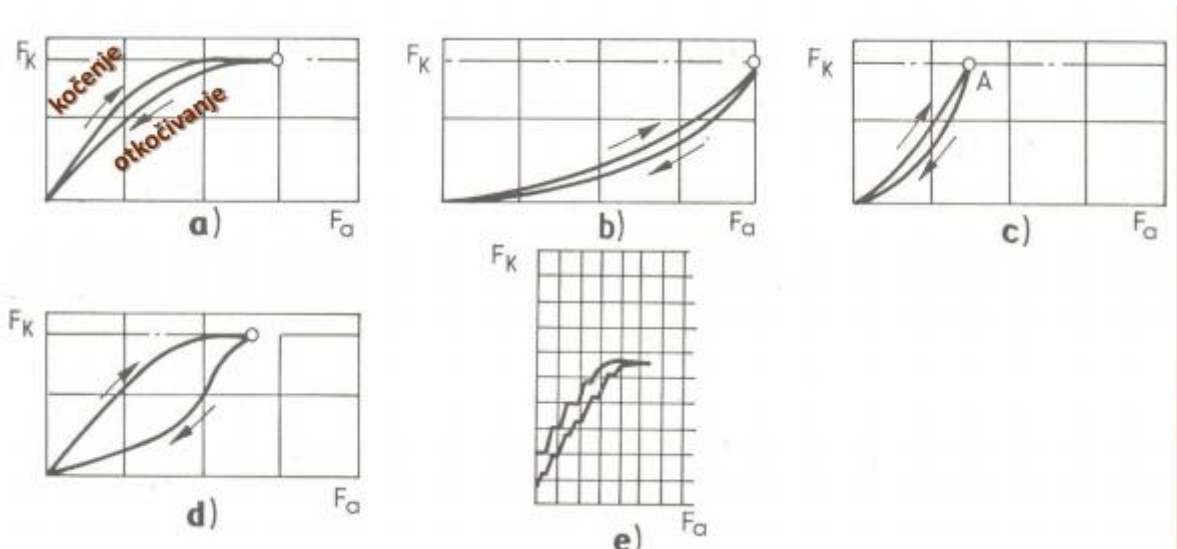 F_K
kočenje
otkočivanje
F_a
a)
F_K
F_a
b)
F_K
A
F_a
c)
F_K
F_a
d)
F_K
F_a
e)